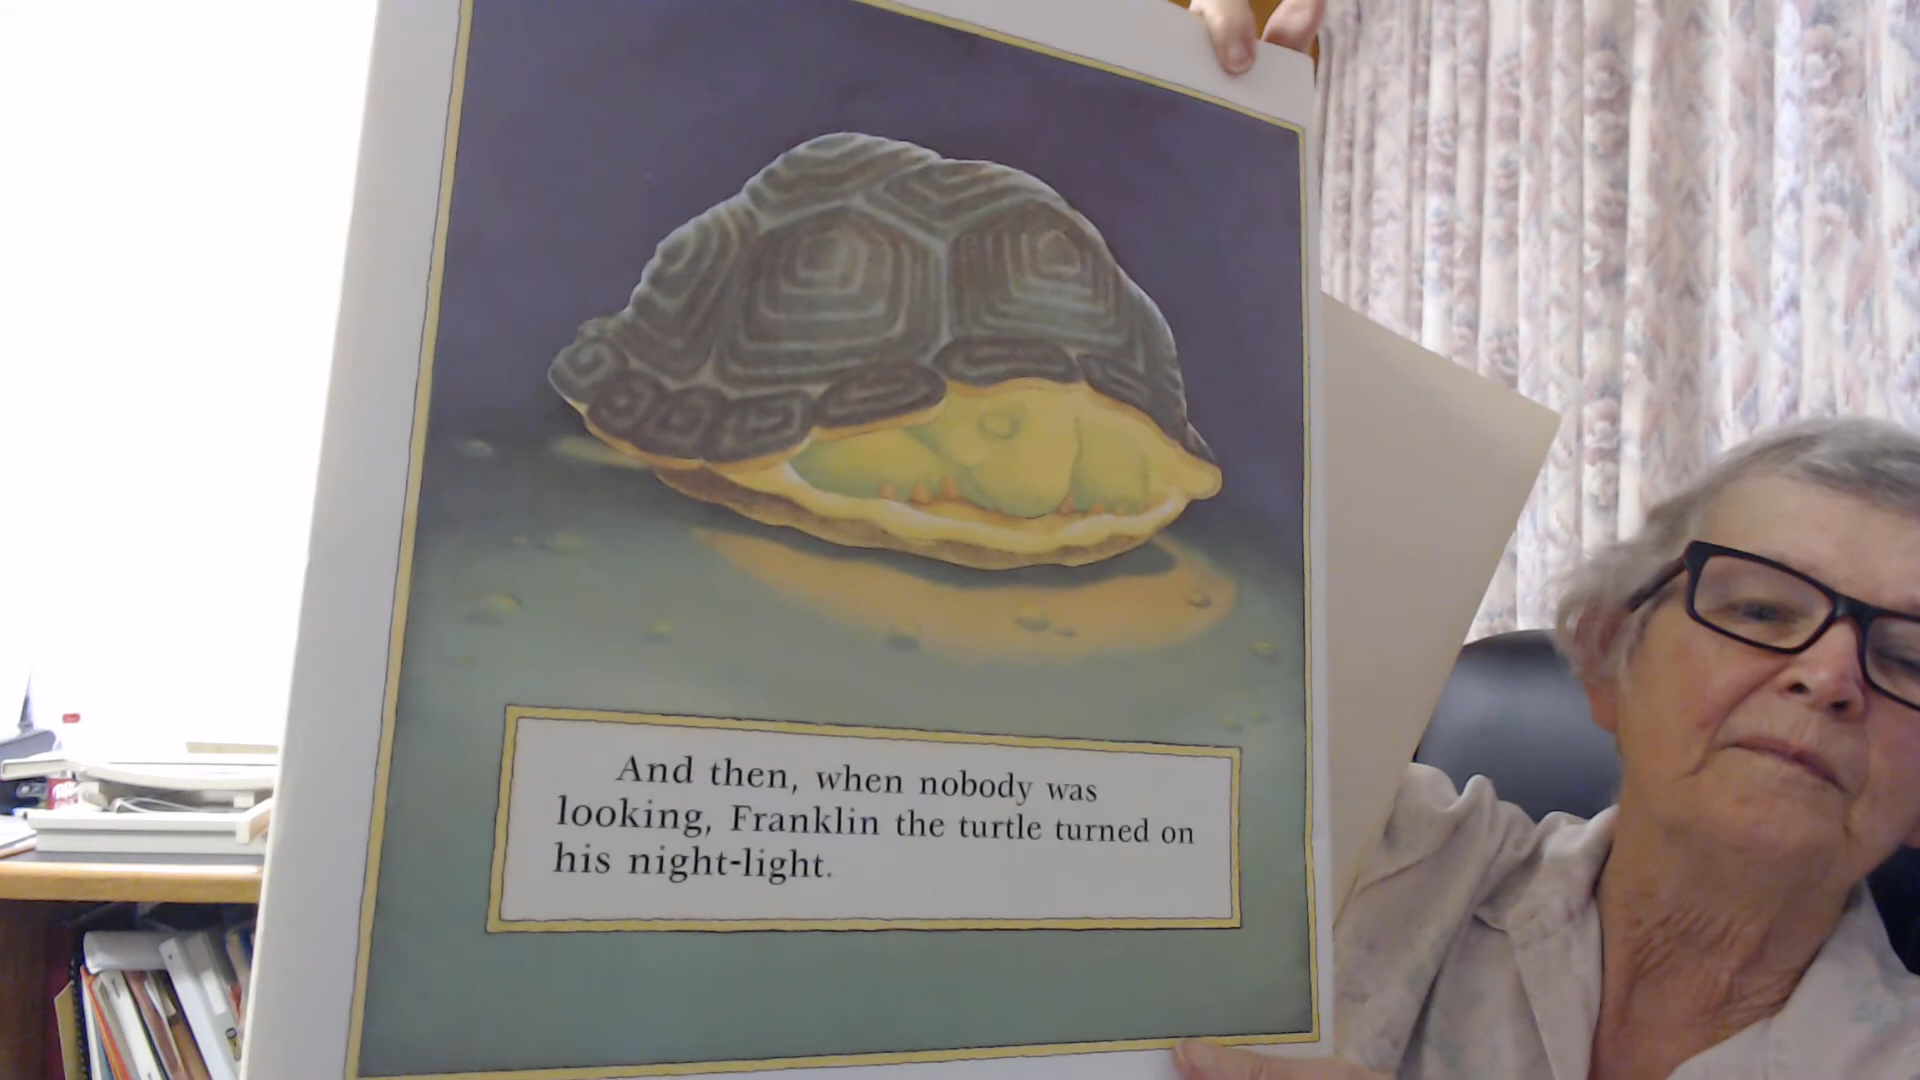 And then, when nobody was
looking, Franklin the turtle turned on
his night-light.